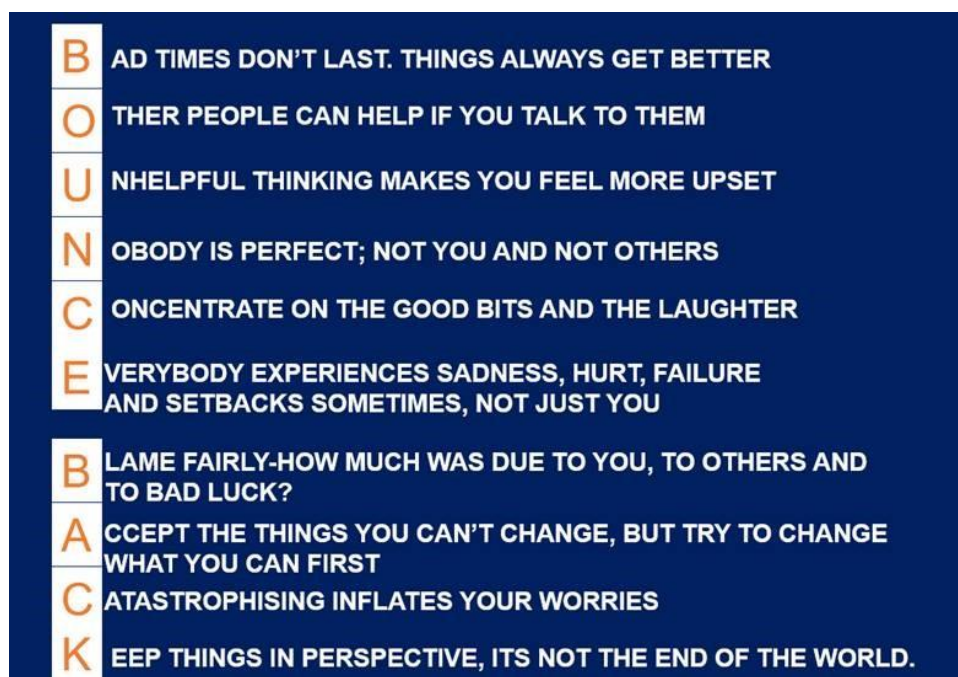 BAD TIMES DON'T LAST. THINGS ALWAYS GET BETTER
OTHER PEOPLE CAN HELP IF YOU TALK TO THEM
UNHELPFUL THINKING MAKES YOU FEEL MORE UPSET
NOBODY IS PERFECT; NOT YOU AND NOT OTHERS
CONCENTRATE ON THE GOOD BITS AND THE LAUGHTER
EVERYBODY EXPERIENCES SADNESS, HURT, FAILURE
AND SETBACKS SOMETIMES, NOT JUST YOU
BLAME FAIRLY-HOW MUCH WAS DUE TO YOU, TO OTHERS AND
TO BAD LUCK?
ACCEPT THE THINGS YOU CAN'T CHANGE, BUT TRY TO CHANGE
WHAT YOU CAN FIRST
CATASTROPHISING INFLATES YOUR WORRIES
KEEP THINGS IN PERSPECTIVE, ITS NOT THE END OF THE WORLD.